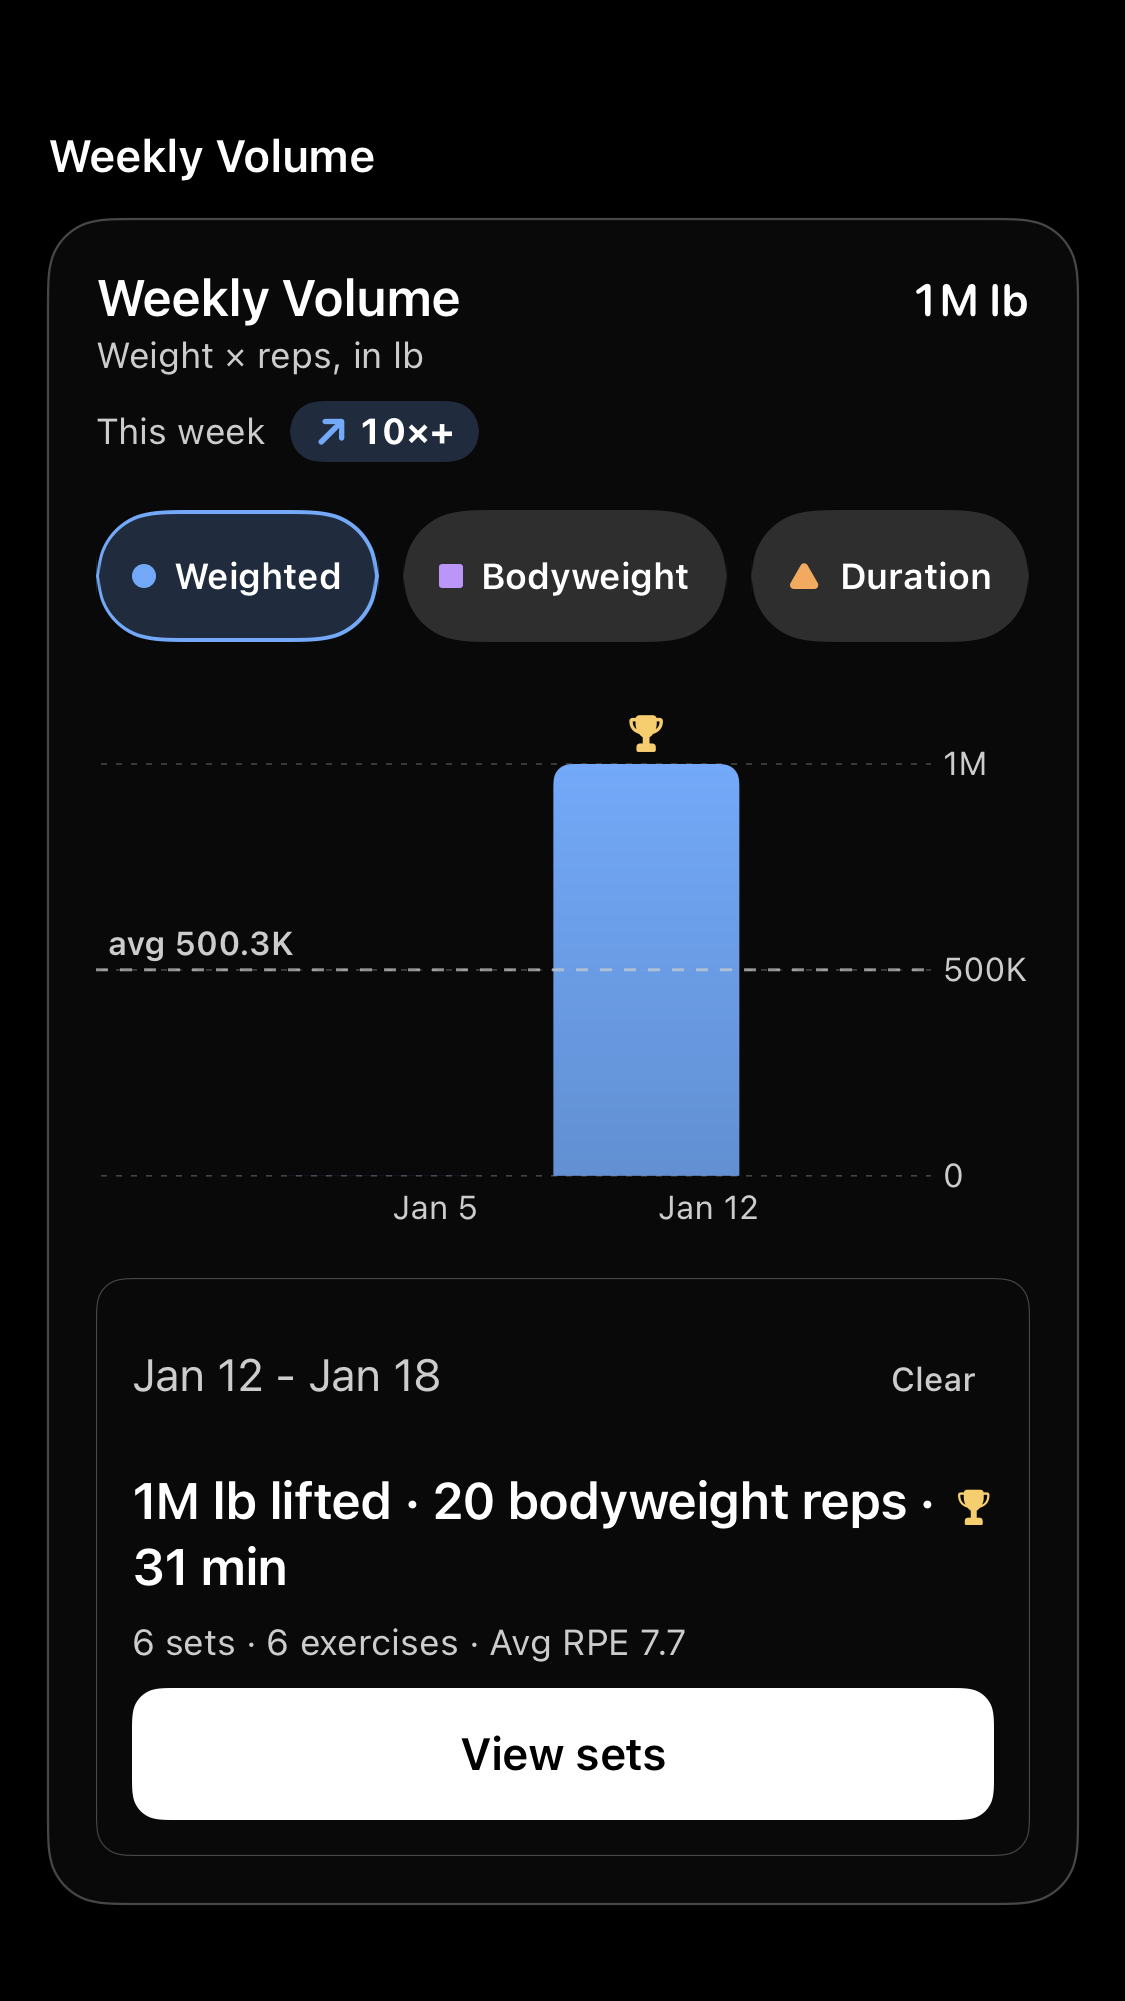 Weekly Volume
Weekly Volume
1M lb
Weight × reps, in lb
This week
10×+
Weighted
Bodyweight
Duration
1M
avg 500.3K
500K
0
Jan 5
Jan 12
Jan 12 - Jan 18
Clear
1M lb lifted · 20 bodyweight reps ·
31 min
6 sets · 6 exercises · Avg RPE 7.7
View sets